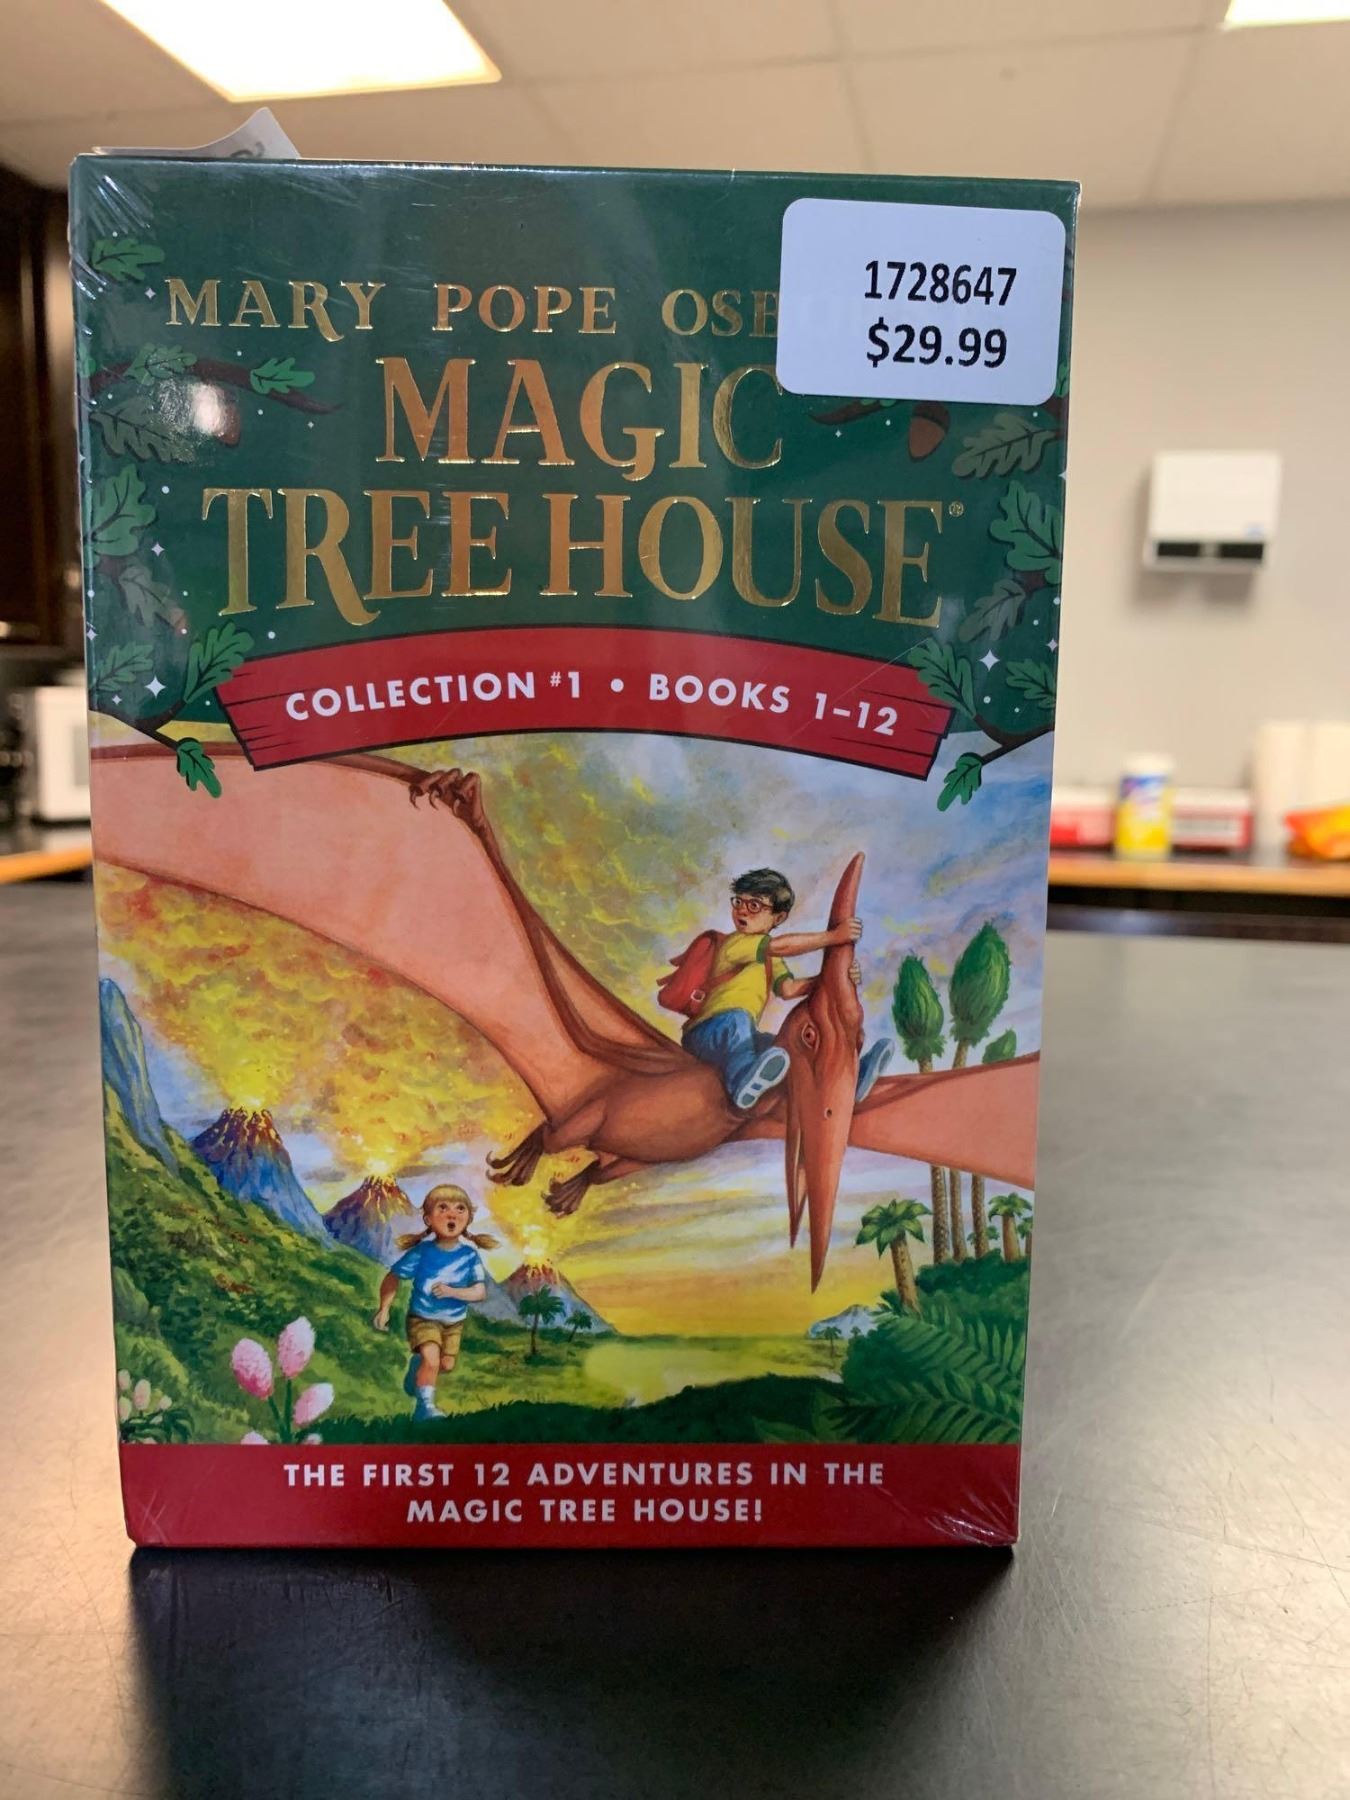 MARY POPE OSB
1728647
$29.99
MAGIC
TREE HOUSE®
COLLECTION #1 • BOOKS 1–12
THE FIRST 12 ADVENTURES IN THE
MAGIC TREE HOUSE!